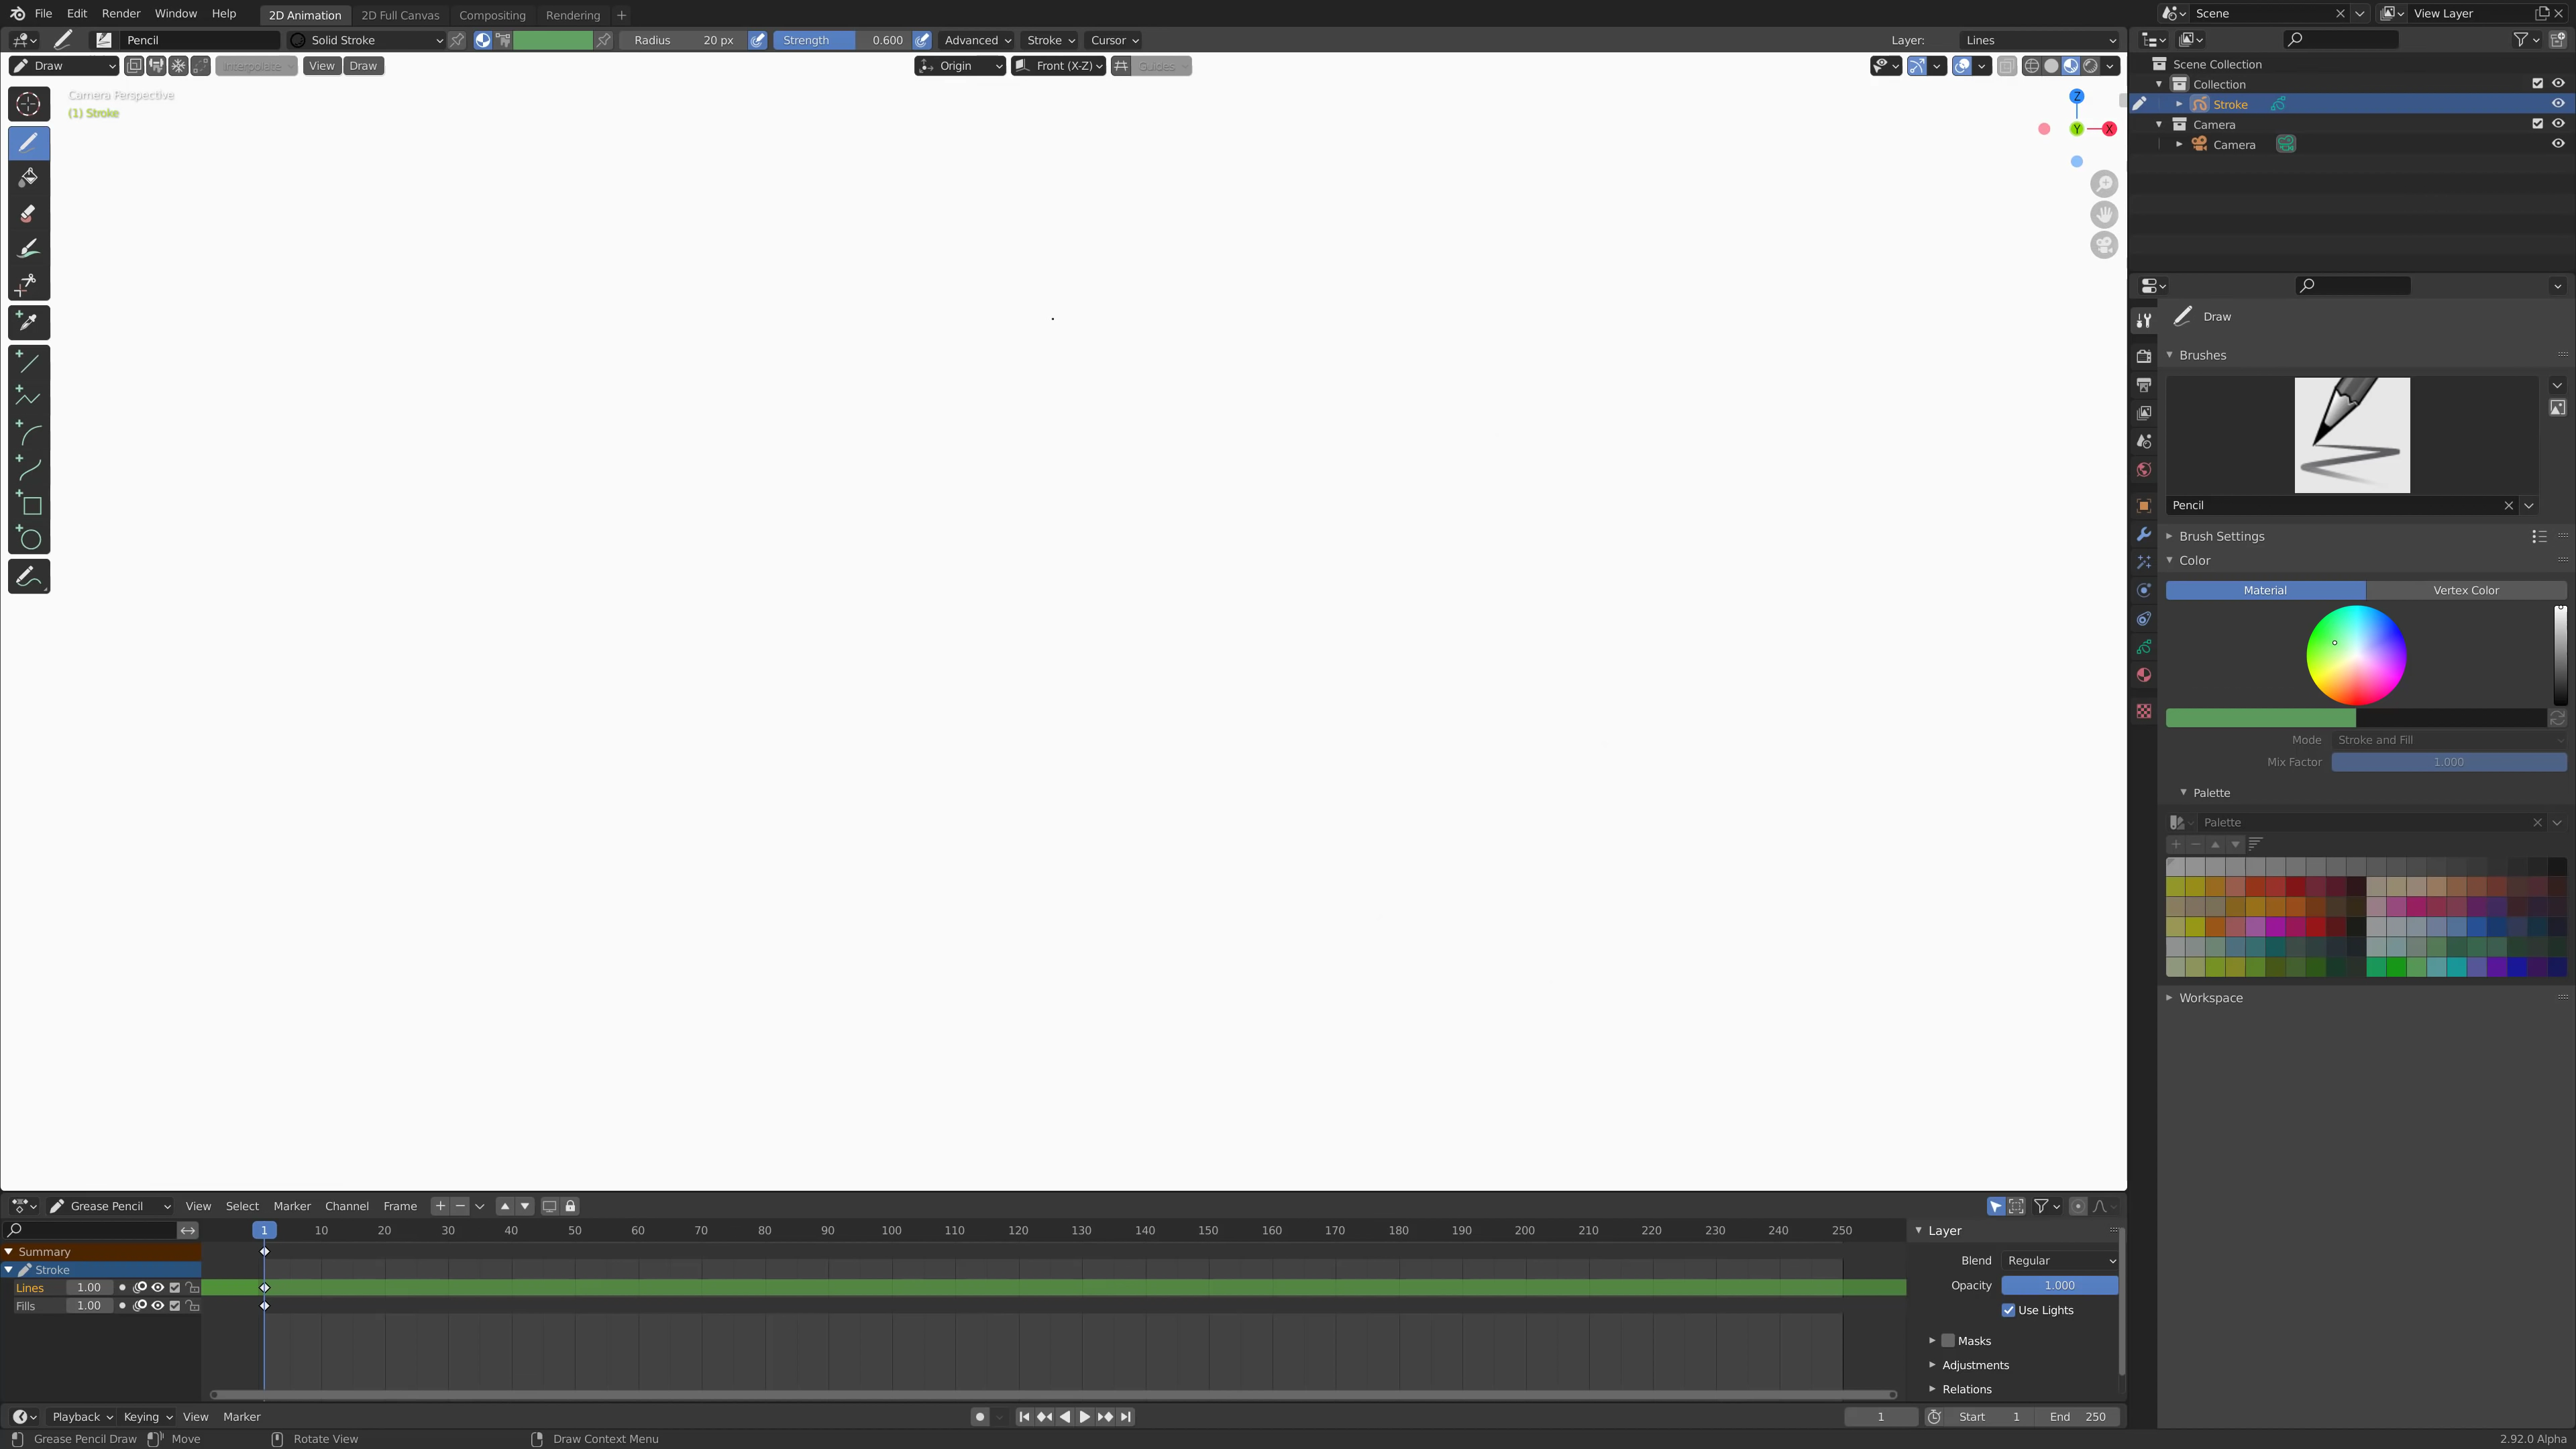 File Edit Render Window Help 2D Animation 2D Full Canvas Compositing Rendering + Scene View Layer
Pencil Solid Stroke Radius 20 px Strength 0.600 Advanced Stroke Cursor Layer: Lines
Draw Interpolate View Draw Origin Front (X-Z) Guides
Camera Perspective
(1) Stroke
Z
Y X
Scene Collection
Collection
Stroke
Camera
Camera
Draw
Brushes
Pencil
Brush Settings
Color
Material Vertex Color
Mode Stroke and Fill
Mix Factor 1.000
Palette
Palette
Workspace
Grease Pencil View Select Marker Channel Frame
1 10 20 30 40 50 60 70 80 90 100 110 120 130 140 150 160 170 180 190 200 210 220 230 240 250
Summary
Stroke
Lines 1.00
Fills 1.00
Layer
Blend Regular
Opacity 1.000
Use Lights
Masks
Adjustments
Relations
Playback Keying View Marker 1 Start 1 End 250
Grease Pencil Draw Move Rotate View Draw Context Menu 2.92.0 Alpha